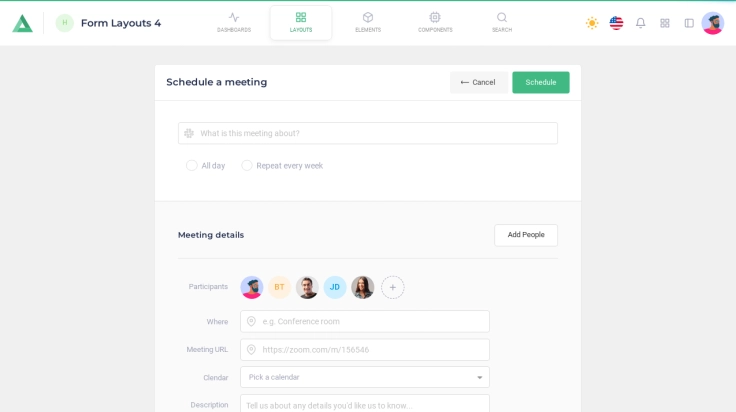 H
Form Layouts 4
DASHBOARDS
LAYOUTS
ELEMENTS
COMPONENTS
SEARCH
Schedule a meeting
Cancel
Schedule
What is this meeting about?
All day
Repeat every week
Meeting details
Add People
Participants
BT
JD
+
Where
e.g. Conference room
Meeting URL
https://zoom.com/m/156546
Clendar
Pick a calendar
Description
Tell us about any details you'd like us to know...